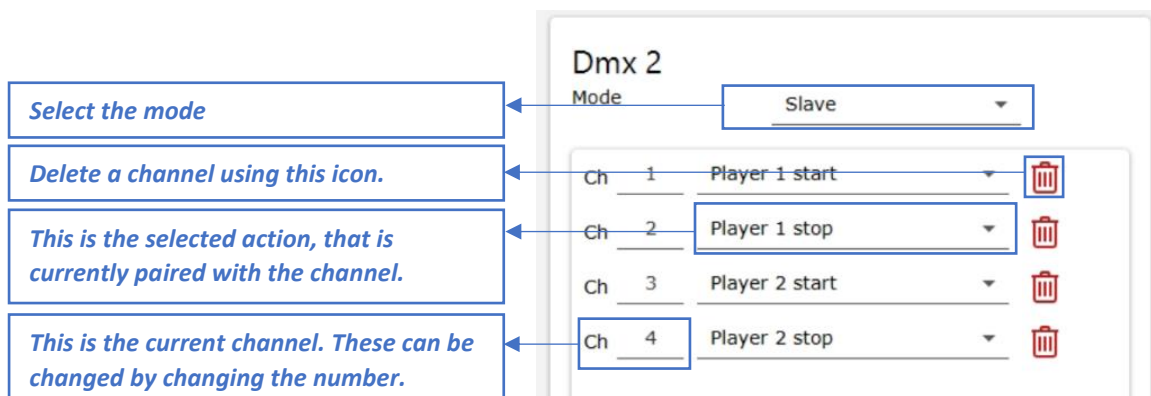 Dmx 2
Select the mode
Mode
Slave
Delete a channel using this icon.
Ch 1 Player 1 start
This is the selected action, that is
currently paired with the channel.
Ch 2 Player 1 stop
Ch 3 Player 2 start
This is the current channel. These can be
changed by changing the number.
Ch 4 Player 2 stop